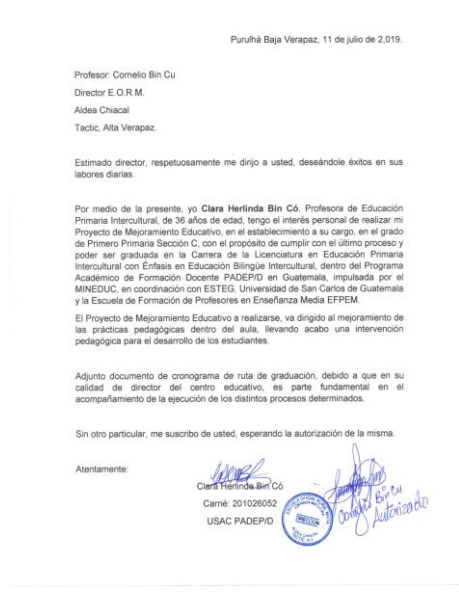 Purulhá Baja Verapaz, 11 de julio de 2,019.
Profesor: Cornelio Bin Cu
Director E.O.R.M.
Aldea Chiacal
Tactic, Alta Verapaz.
Estimado director, respetuosamente me dirijo a usted, deseándole éxitos en sus
labores diarias.
Por medio de la presente, yo Clara Herlinda Bin Có. Profesora de Educación
Primaria Intercultural, de 36 años de edad, tengo el interés personal de realizar mi
Proyecto de Mejoramiento Educativo, en el establecimiento a su cargo, en el grado
de Primero Primaria Sección C, con el propósito de cumplir con el último proceso y
poder ser graduada en la Carrera de la Licenciatura en Educación Primaria
Intercultural con Énfasis en Educación Bilingüe Intercultural, dentro del Programa
Académico de Formación Docente PADEP/D en Guatemala, impulsada por el
MINEDUC, en coordinación con ESTEG, Universidad de San Carlos de Guatemala
y la Escuela de Formación de Profesores en Enseñanza Media EFPEM.
El Proyecto de Mejoramiento Educativo a realizarse, va dirigido al mejoramiento de
las prácticas pedagógicas dentro del aula, llevando acabo una intervención
pedagógica para el desarrollo de los estudiantes.
Adjunto documento de cronograma de ruta de graduación, debido a que en su
calidad de director del centro educativo, es parte fundamental en el
acompañamiento de la ejecución de los distintos procesos determinados.
Sin otro particular, me suscribo de usted, esperando la autorización de la misma.
Atentamente:
Clara Herlinda Bin Có
Carné: 201026052
USAC PADEP/D
DIRECCION
Cornelio Bin Cu
Autorizado